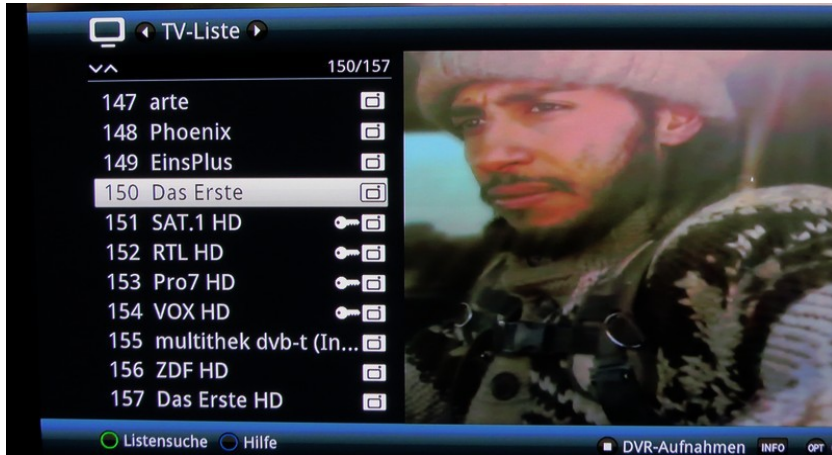 TV-Liste
150/157
147 arte
148 Phoenix
149 EinsPlus
150 Das Erste
151 SAT.1 HD
152 RTL HD
153 Pro7 HD
154 VOX HD
155 multithek dvb-t (In...
156 ZDF HD
157 Das Erste HD
Listensuche Hilfe DVR-Aufnahmen INFO OPT